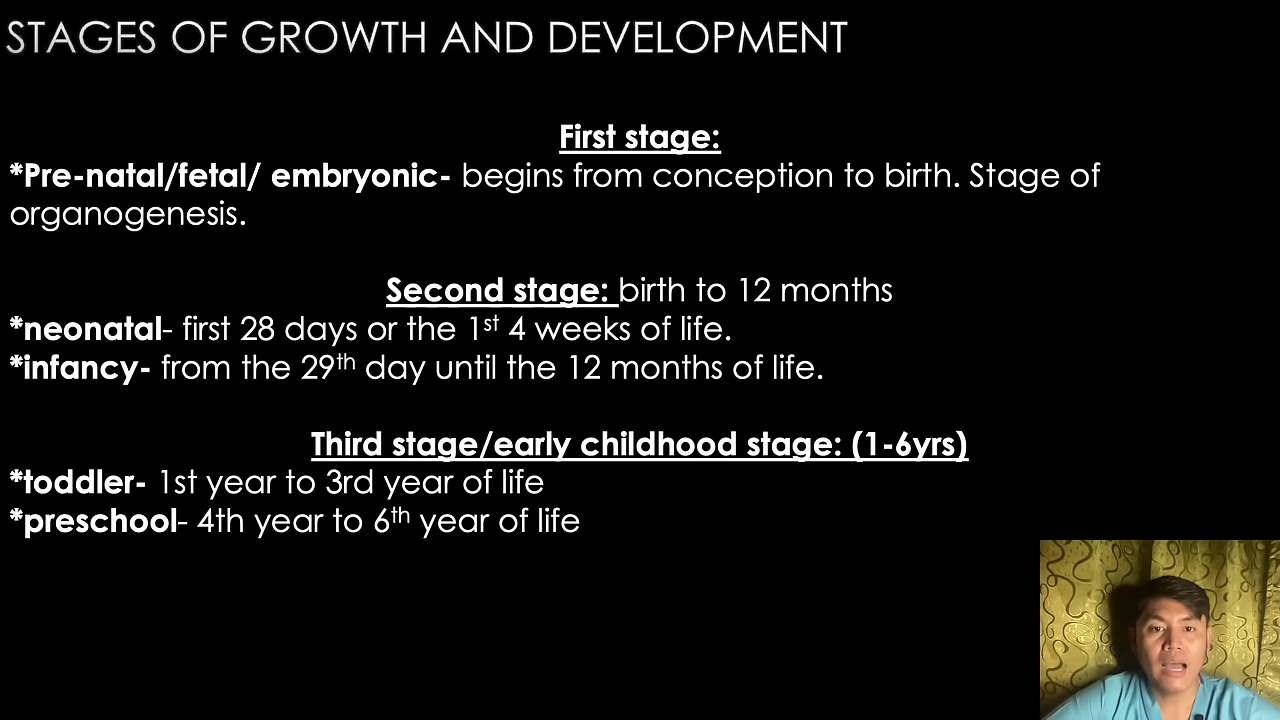 STAGES OF GROWTH AND DEVELOPMENT
First stage:
*Pre-natal/fetal/ embryonic- begins from conception to birth. Stage of
organogenesis.
Second stage: birth to 12 months
*neonatal- first 28 days or the 1st 4 weeks of life.
*infancy- from the 29th day until the 12 months of life.
Third stage/early childhood stage: (1-6yrs)
*toddler- 1st year to 3rd year of life
*preschool- 4th year to 6th year of life